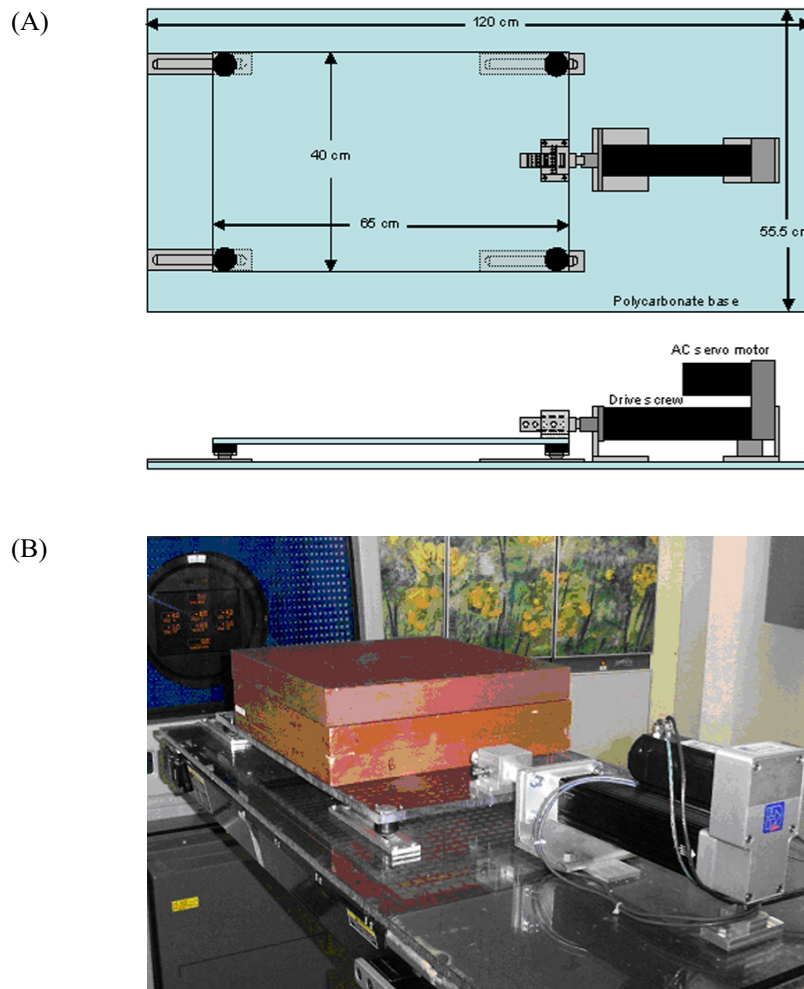 (A)
120 cm
40 cm
65 cm
55.5 cm
Polycarbonate base
AC servo motor
Drive screw
(B)